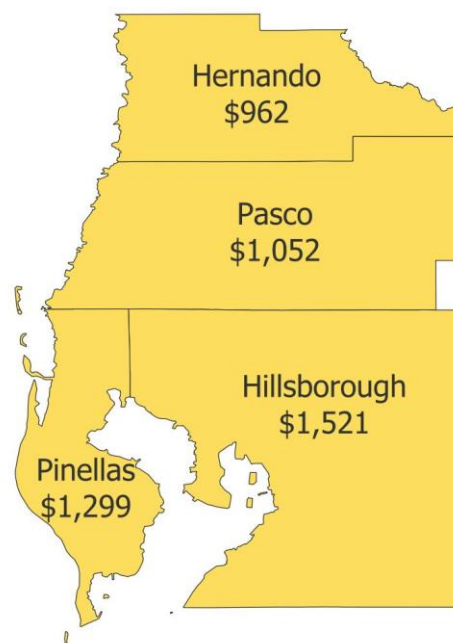 Hernando
$962
Pasco
$1,052
Hillsborough
$1,521
Pinellas
$1,299